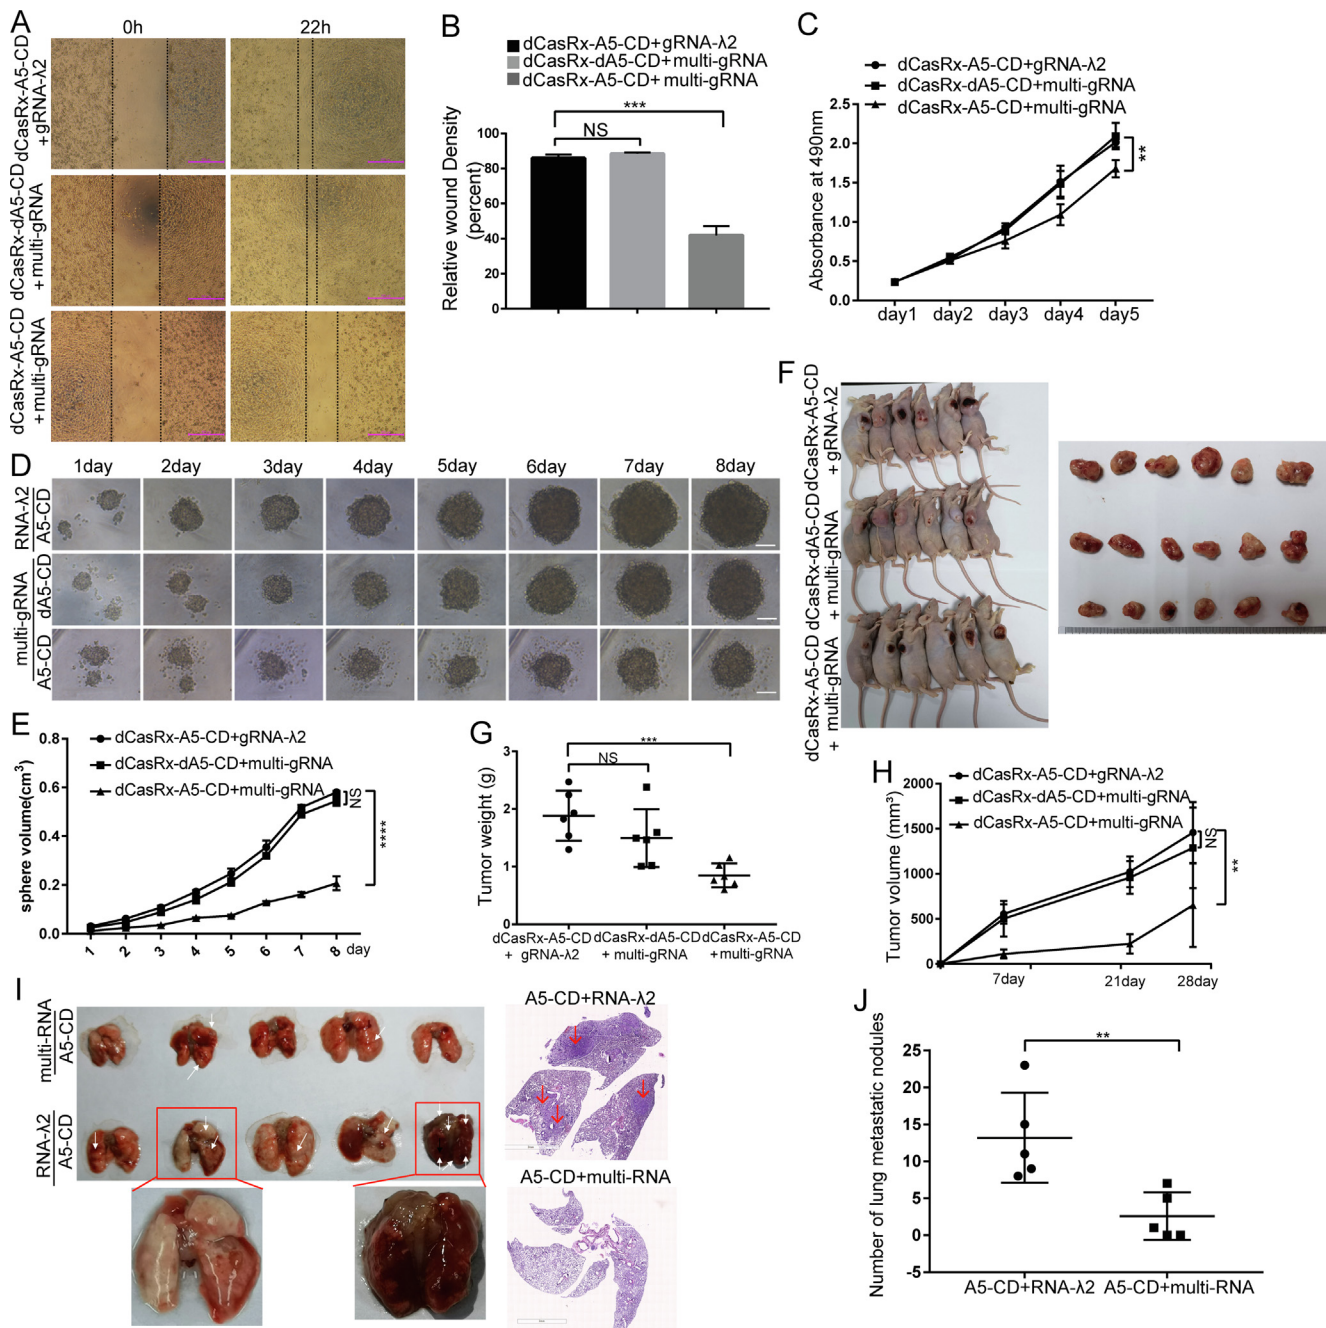 A
0h
22h
dCasRx-A5-CD
+gRNA-λ2
dCasRx-dA5-CD
+multi-gRNA
dCasRx-A5-CD
+multi-gRNA
B
dCasRx-A5-CD+gRNA-λ2
dCasRx-dA5-CD+multi-gRNA
dCasRx-A5-CD+multi-gRNA
***
NS
Relative wound Density
(percent)
100
80
60
40
20
0
C
dCasRx-A5-CD+gRNA-λ2
dCasRx-dA5-CD+multi-gRNA
dCasRx-A5-CD+multi-gRNA
Absorbance at 490nm
2.5
2.0
1.5
1.0
0.5
0.0
**
day1 day2 day3 day4 day5
D
1day 2day 3day 4day 5day 6day 7day 8day
RNA-λ2
A5-CD
multi-gRNA
dA5-CD
A5-CD
E
dCasRx-A5-CD+gRNA-λ2
dCasRx-dA5-CD+multi-gRNA
dCasRx-A5-CD+multi-gRNA
sphere volume(cm³)
0.8
0.6
0.4
0.2
0.0
NS
****
1 2 3 4 5 6 7 8 day
F
dCasRx-A5-CD
+ gRNA-λ2
dCasRx-dA5-CD
+ multi-gRNA
dCasRx-A5-CD
+ multi-gRNA
G
***
NS
Tumor weight (g)
3
2
1
0
dCasRx-A5-CD
+ gRNA-λ2
dCasRx-dA5-CD
+multi-gRNA
dCasRx-A5-CD
+multi-gRNA
H
dCasRx-A5-CD+gRNA-λ2
dCasRx-dA5-CD+multi-gRNA
dCasRx-A5-CD+multi-gRNA
Tumor volume (mm³)
2000
1500
1000
500
0
NS
**
7day 21day 28day
I
multi-RNA
A5-CD
RNA-λ2
A5-CD
A5-CD+RNA-λ2
A5-CD+multi-RNA
J
**
Number of lung metastatic nodules
25
20
15
10
5
0
-5
A5-CD+RNA-λ2 A5-CD+multi-RNA